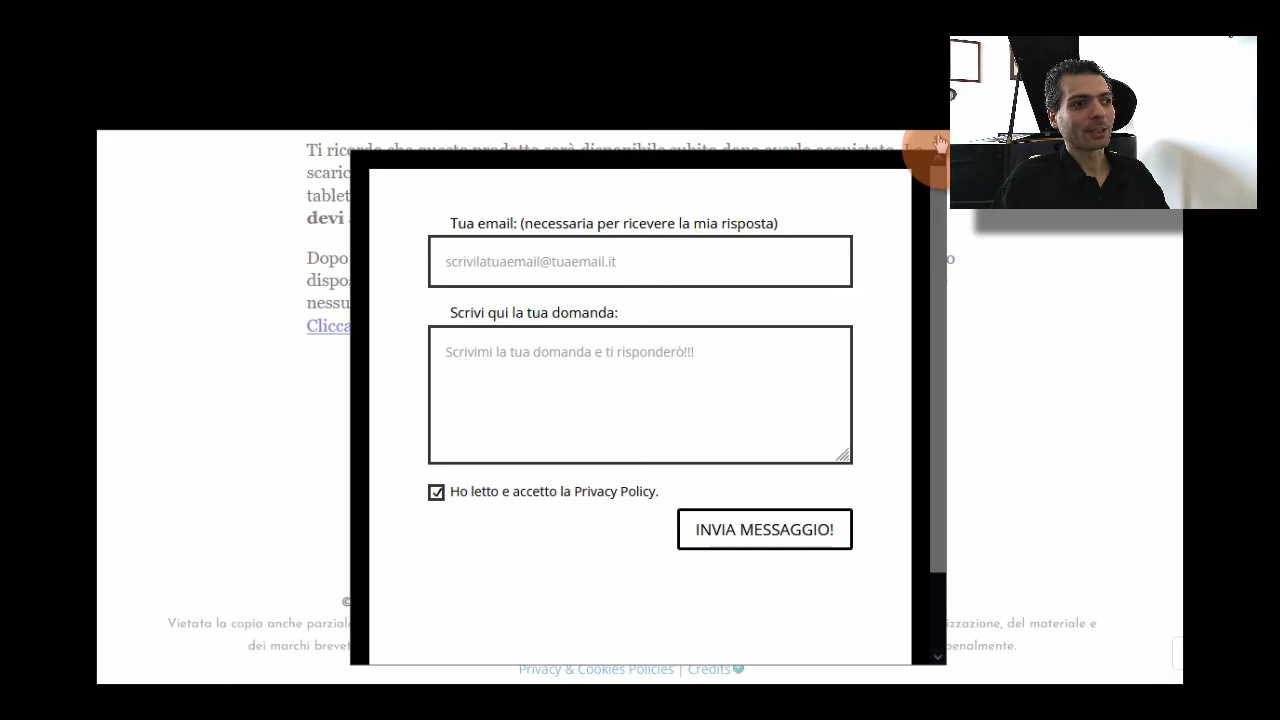 Ti ricordo che questo prodotto sarà disponibile subito dopo averlo acquistato. Lo
scaric
tablet
devi
Tua email: (necessaria per ricevere la mia risposta)
scrivilatuaemail@tuaemail.it
Dopo
dispos
nessu
Clicca
Scrivi qui la tua domanda:
Scrivimi la tua domanda e ti risponderò!!!
Ho letto e accetto la Privacy Policy.
INVIA MESSAGGIO!
©
Vietata la copia anche parziale izzazione, del materiale e
dei marchi brevet penalmente.
Privacy & Cookies Policies | Credits